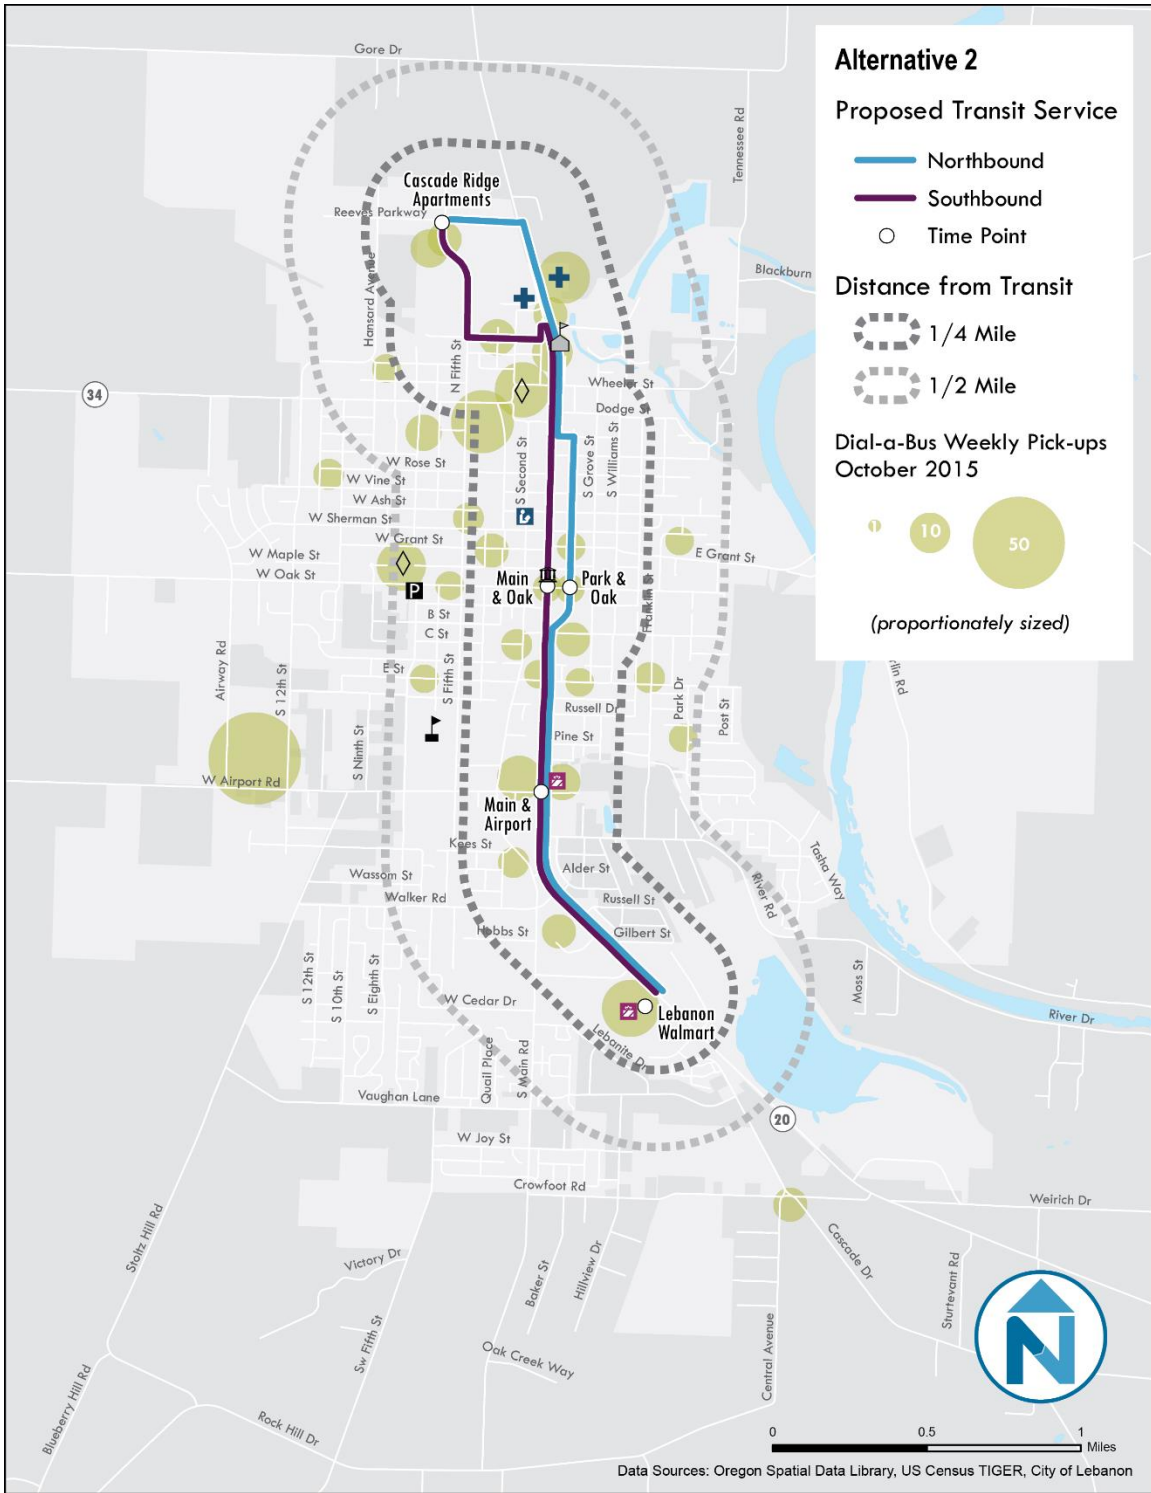 Alternative 2
Proposed Transit Service
Northbound
Southbound
Time Point
Distance from Transit
1/4 Mile
1/2 Mile
Dial-a-Bus Weekly Pick-ups
October 2015
1
10
50
(proportionately sized)
Gore Dr
Tennessee Rd
Cascade Ridge
Apartments
Reeves Parkway
Blackburn
Hansard Avenue
N Fifth St
34
Wheeler St
Dodge St
W Rose St
W Vine St
S Second St
S Grove St
S Williams St
W Ash St
W Sherman St
W Grant St
W Maple St
E Grant St
W Oak St
Main
& Oak
Park &
Oak
Franklin St
B St
C St
Airway Rd
S 12th St
E St
S Fifth St
Park Dr
Post St
Russell Dr
Pine St
S Ninth St
W Airport Rd
P
Main &
Airport
Kees St
Alder St
Tasha Way
Wassom St
Walker Rd
Russell St
River Rd
Hobbs St
Gilbert St
S 12th St
S 10th St
S Eighth St
W Cedar Dr
Moss St
Lebanon
Walmart
River Dr
Lebanite Dr
Quail Place
S Main Rd
Vaughan Lane
20
W Joy St
Crowfoot Rd
Weirich Dr
Stoltz Hill Rd
Victory Dr
Baker St
Hillview Dr
Cascade Dr
Sturtevant Rd
Sw Fifth St
Oak Creek Way
Central Avenue
Blueberry Hill Rd
Rock Hill Dr
N
0
0.5
1
Miles
Data Sources: Oregon Spatial Data Library, US Census TIGER, City of Lebanon